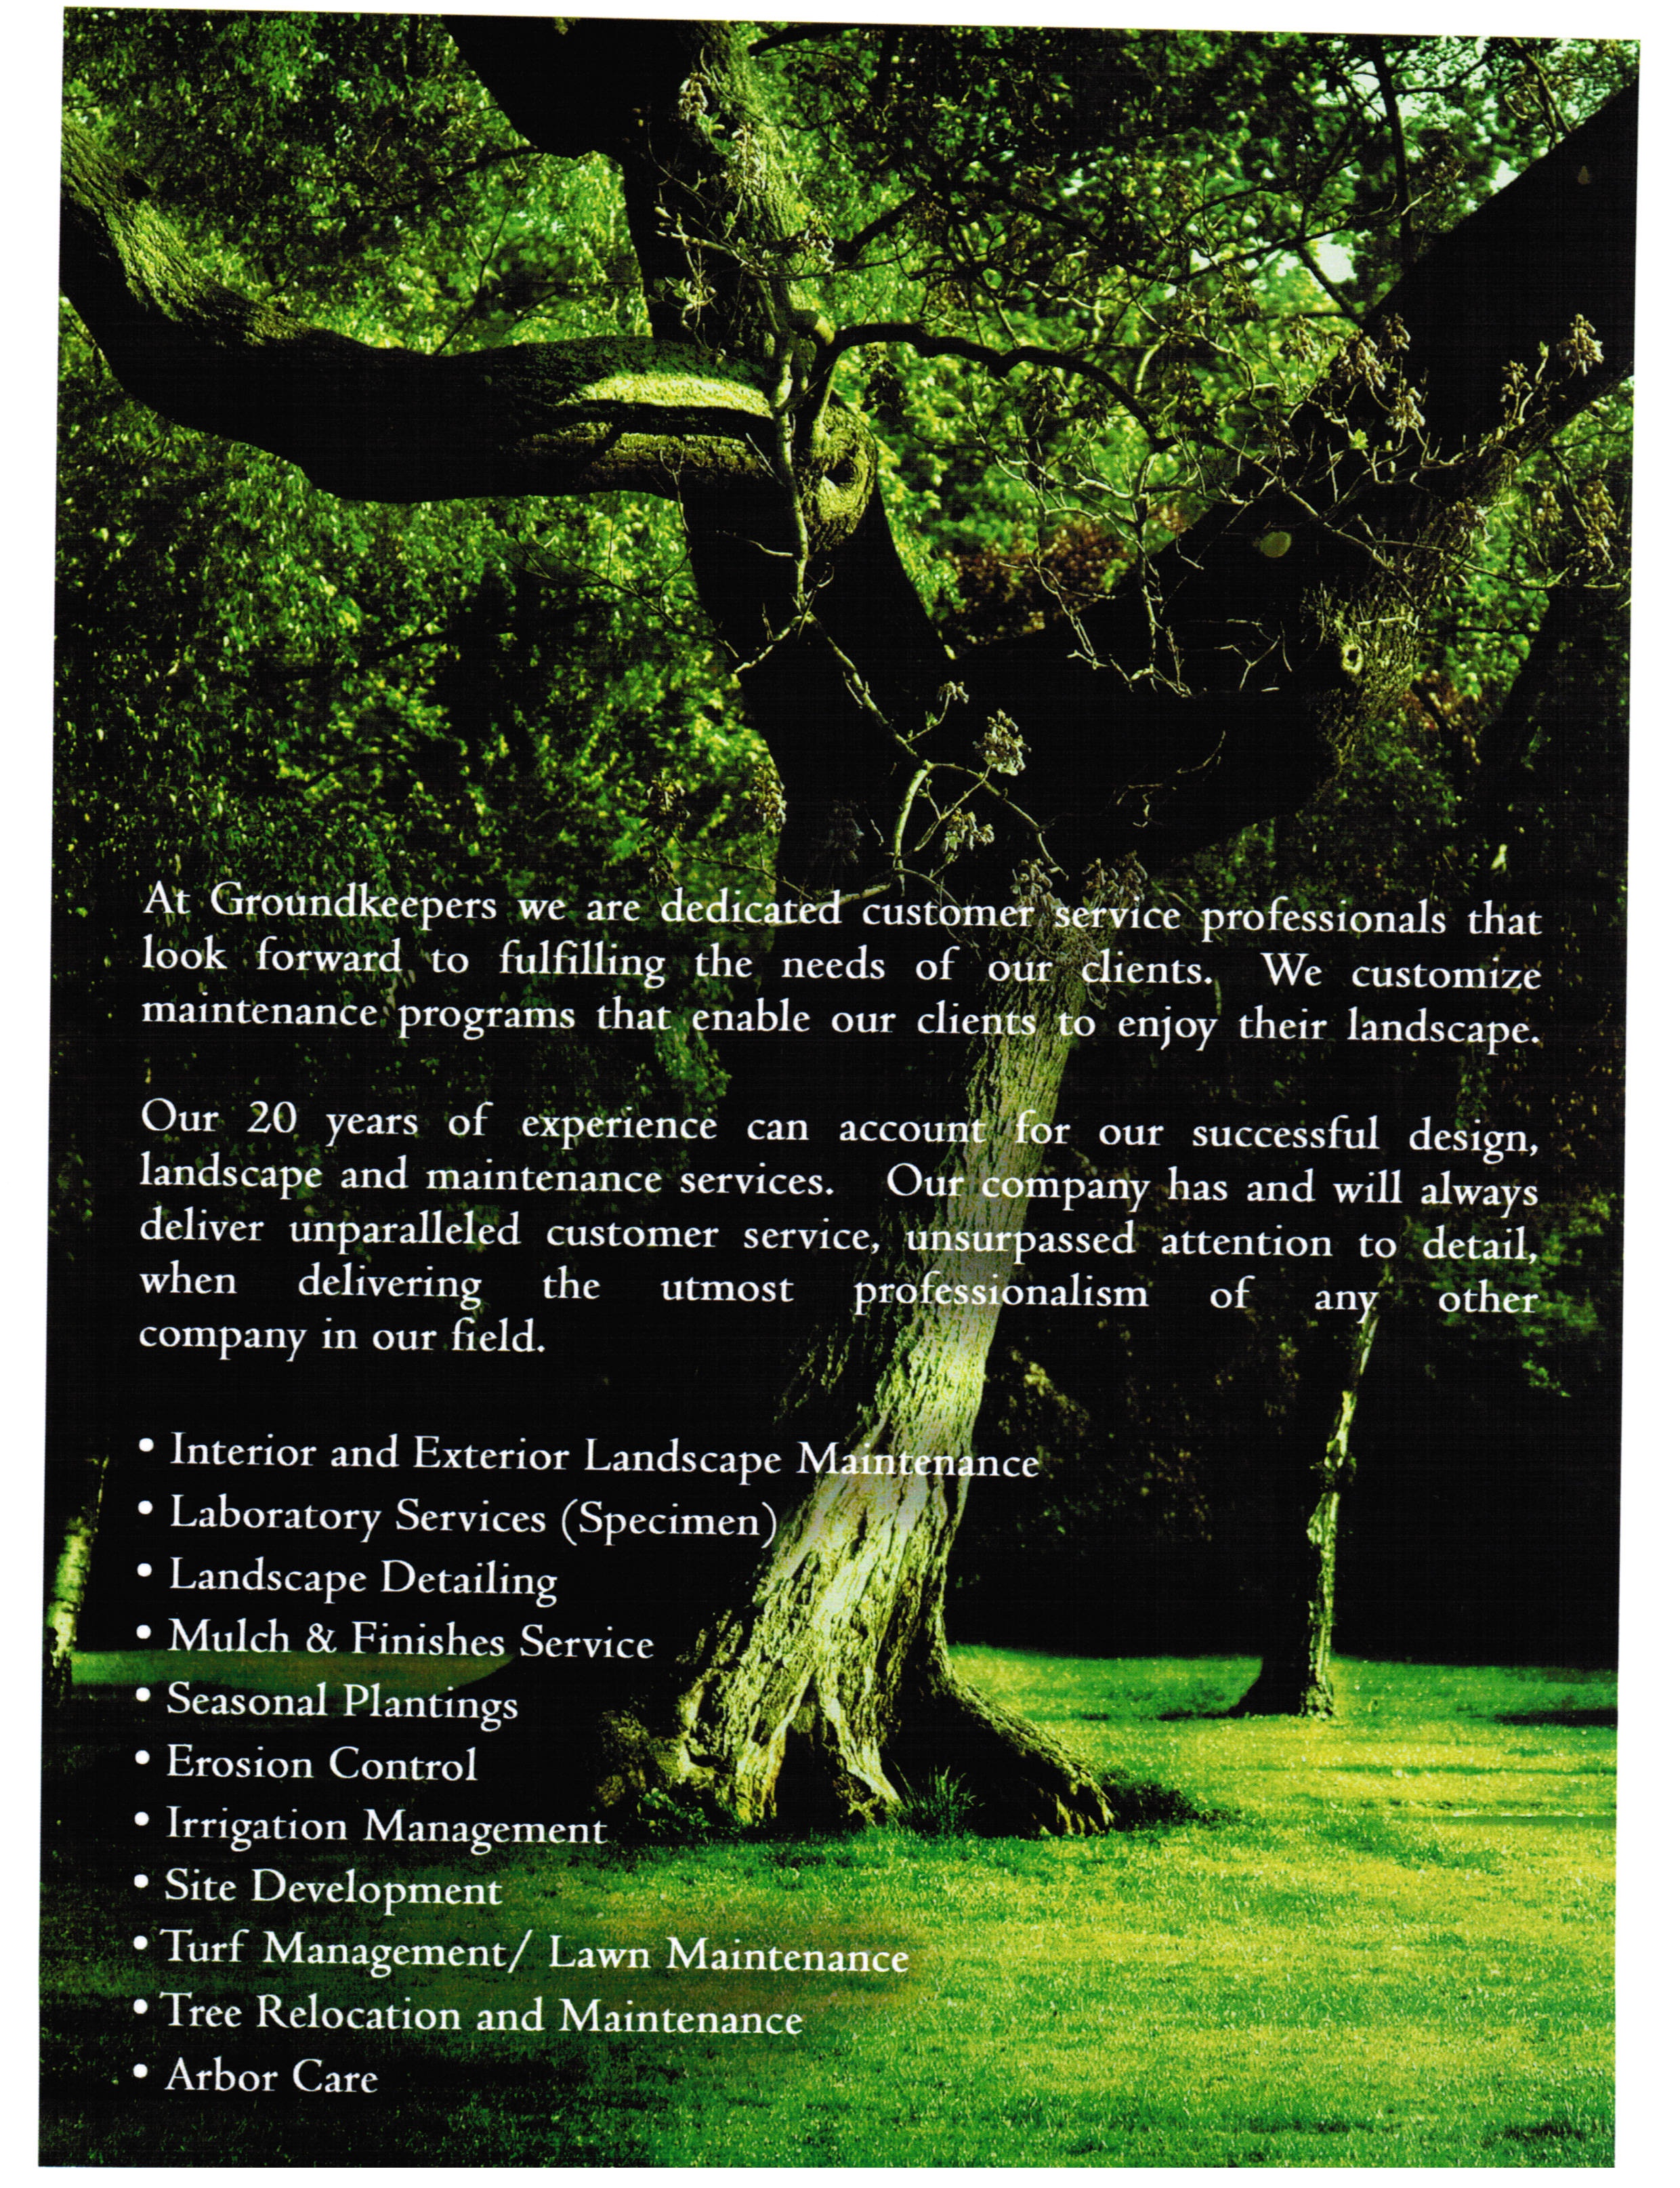 At Groundkeepers we are dedicated customer service professionals that
look forward to fulfilling the needs of our clients. We customize
maintenance programs that enable our clients to enjoy their landscape.
Our 20 years of experience can account for our successful design,
landscape and maintenance services. Our company has and will always
deliver unparalleled customer service, unsurpassed attention to detail,
when delivering the utmost professionalism of any other
company in our field.
• Interior and Exterior Landscape Maintenance
• Laboratory Services (Specimen)
• Landscape Detailing
• Mulch & Finishes Service
• Seasonal Plantings
• Erosion Control
• Irrigation Management
• Site Development
• Turf Management/ Lawn Maintenance
• Tree Relocation and Maintenance
• Arbor Care